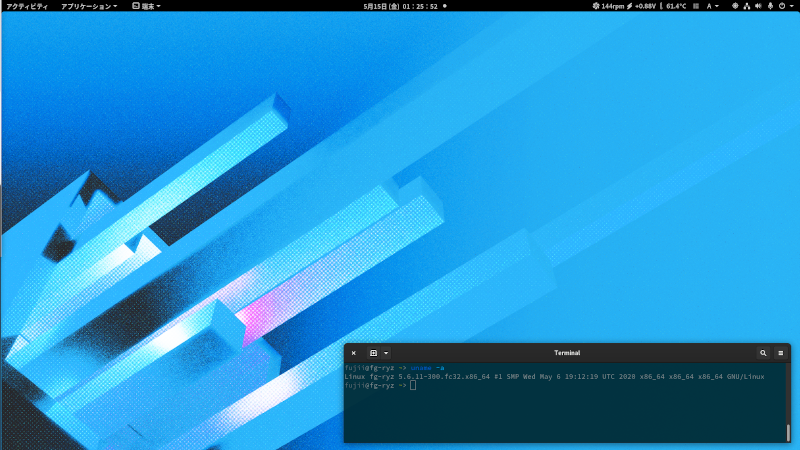 アクティビティ アプリケーション 端末 5月15日 (金) 01：25：52 144rpm +0.88V 61.4°C A
Terminal
fujii@fg-ryz ~> uname -a
Linux fg-ryz 5.6.11-300.fc32.x86_64 #1 SMP Wed May 6 19:12:19 UTC 2020 x86_64 x86_64 x86_64 GNU/Linux
fujii@fg-ryz ~>